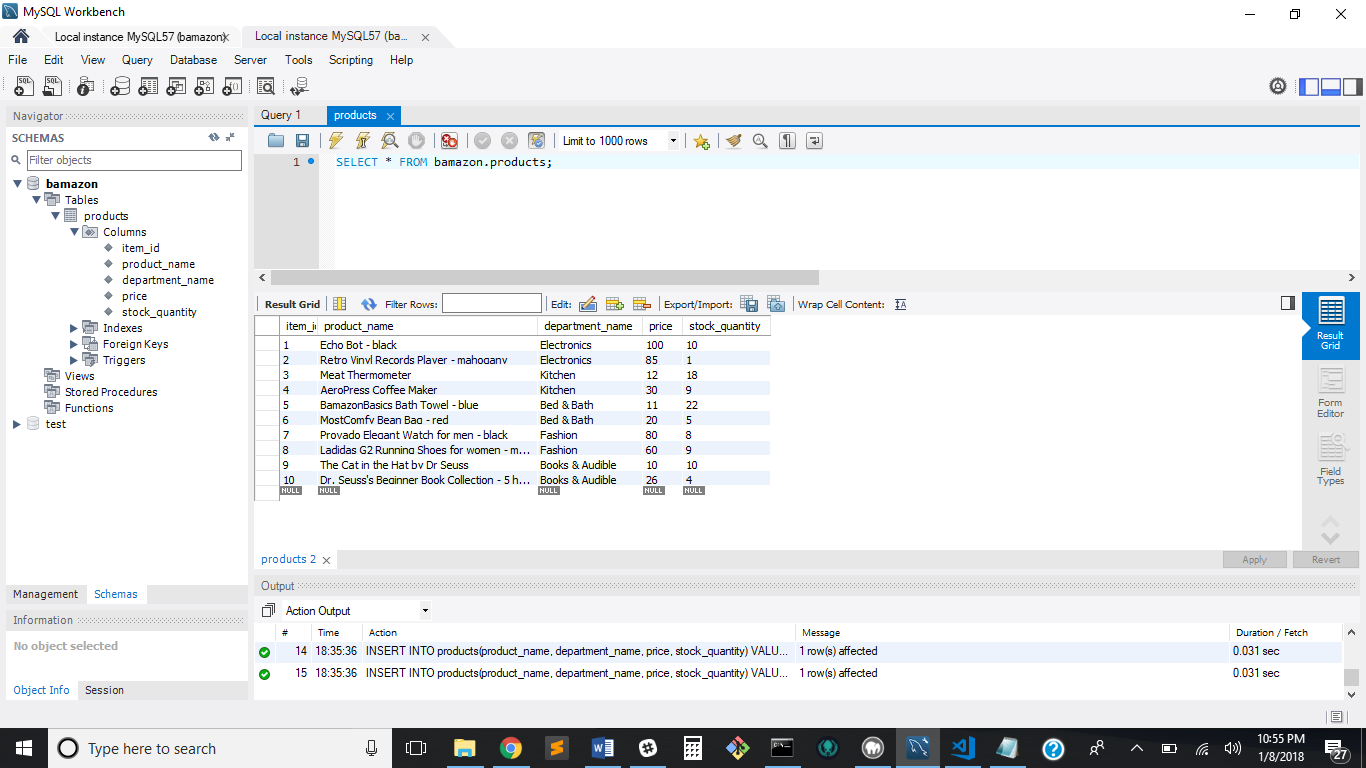 MySQL Workbench
Local instance MySQL57 (bamazon) Local instance MySQL57 (ba...
File Edit View Query Database Server Tools Scripting Help
Navigator
SCHEMAS
Filter objects
bamazon
Tables
products
Columns
item_id
product_name
department_name
price
stock_quantity
Indexes
Foreign Keys
Triggers
Views
Stored Procedures
Functions
test
Management Schemas
Information
No object selected
Object Info Session
Query 1 products
Limit to 1000 rows
1 SELECT * FROM bamazon.products;
Result Grid Filter Rows: Edit: Export/Import: Wrap Cell Content:
item_i product_name department_name price stock_quantity
1 Echo Bot - black Electronics 100 10
2 Retro Vinyl Records Player - mahogany Electronics 85 1
3 Meat Thermometer Kitchen 12 18
4 AeroPress Coffee Maker Kitchen 30 9
5 BamazonBasics Bath Towel - blue Bed & Bath 11 22
6 MostComfy Bean Bag - red Bed & Bath 20 5
7 Provado Elegant Watch for men - black Fashion 80 8
8 Ladidas G2 Running Shoes for women - m... Fashion 60 9
9 The Cat in the Hat by Dr Seuss Books & Audible 10 10
10 Dr. Seuss's Beginner Book Collection - 5 h... Books & Audible 26 4
NULL NULL NULL NULL NULL
Result Grid
Form Editor
Field Types
products 2 Apply Revert
Output
Action Output
# Time Action Message Duration / Fetch
14 18:35:36 INSERT INTO products(product_name, department_name, price, stock_quantity) VALU... 1 row(s) affected 0.031 sec
15 18:35:36 INSERT INTO products(product_name, department_name, price, stock_quantity) VALU... 1 row(s) affected 0.031 sec
Type here to search
10:55 PM
1/8/2018
27